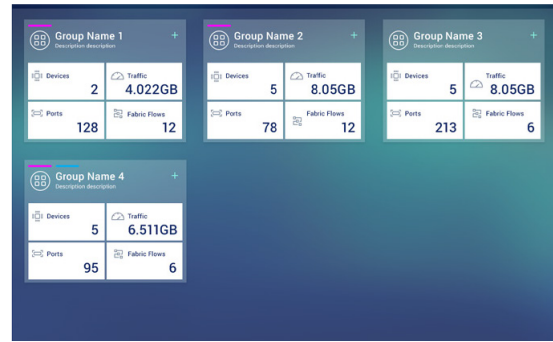 Group Name 1 +
Description description
Devices
2
Traffic
4.022GB
Ports
128
Fabric Flows
12
Group Name 2 +
Description description
Devices
5
Traffic
8.05GB
Ports
78
Fabric Flows
12
Group Name 3 +
Description description
Devices
5
Traffic
8.05GB
Ports
213
Fabric Flows
6
Group Name 4 +
Description description
Devices
5
Traffic
6.511GB
Ports
95
Fabric Flows
6